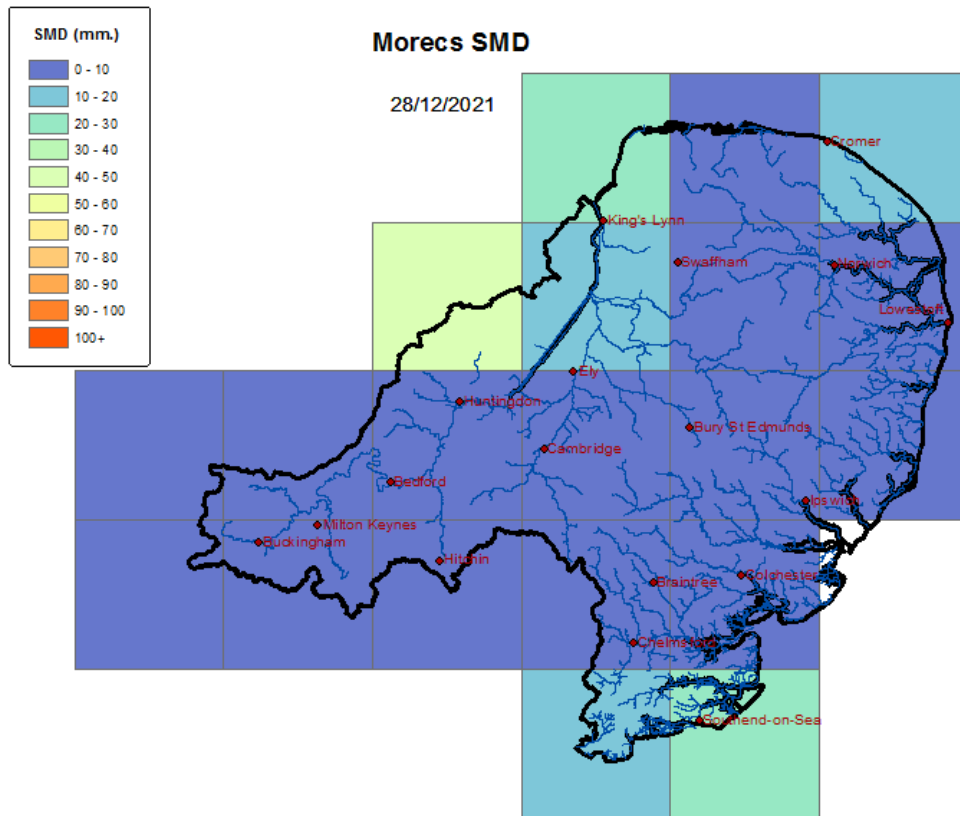 SMD (mm.)
0 - 10
10 - 20
20 - 30
30 - 40
40 - 50
50 - 60
60 - 70
70 - 80
80 - 90
90 - 100
100+
Morecs SMD
28/12/2021
Cromer
King's Lynn
Swaffham
Norwich
Lowestoft
Ely
Huntingdon
Bury St Edmunds
Cambridge
Bedford
Ipswich
Milton Keynes
Buckingham
Hitchin
Braintree
Colchester
Chelmsford
Southend-on-Sea